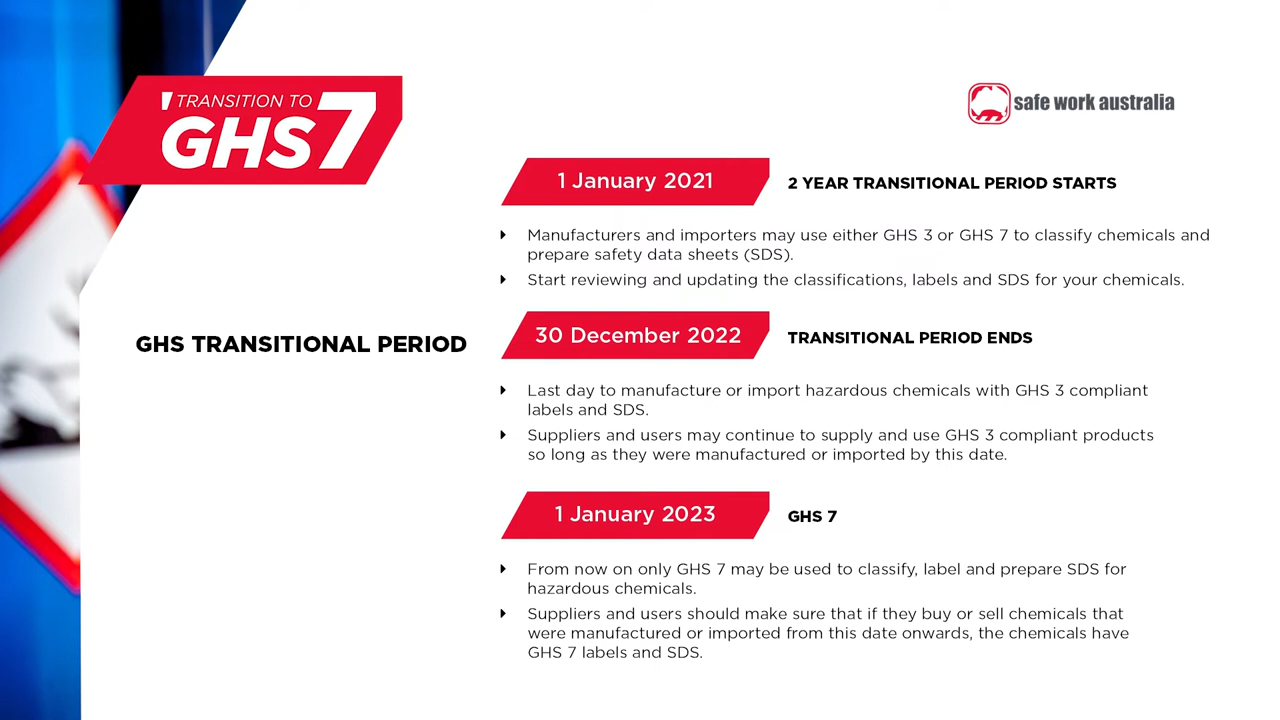 TRANSITION TO
GHS 7
safe work australia
1 January 2021
2 YEAR TRANSITIONAL PERIOD STARTS
Manufacturers and importers may use either GHS 3 or GHS 7 to classify chemicals and
prepare safety data sheets (SDS).
Start reviewing and updating the classifications, labels and SDS for your chemicals.
GHS TRANSITIONAL PERIOD
30 December 2022
TRANSITIONAL PERIOD ENDS
Last day to manufacture or import hazardous chemicals with GHS 3 compliant
labels and SDS.
Suppliers and users may continue to supply and use GHS 3 compliant products
so long as they were manufactured or imported by this date.
1 January 2023
GHS 7
From now on only GHS 7 may be used to classify, label and prepare SDS for
hazardous chemicals.
Suppliers and users should make sure that if they buy or sell chemicals that
were manufactured or imported from this date onwards, the chemicals have
GHS 7 labels and SDS.